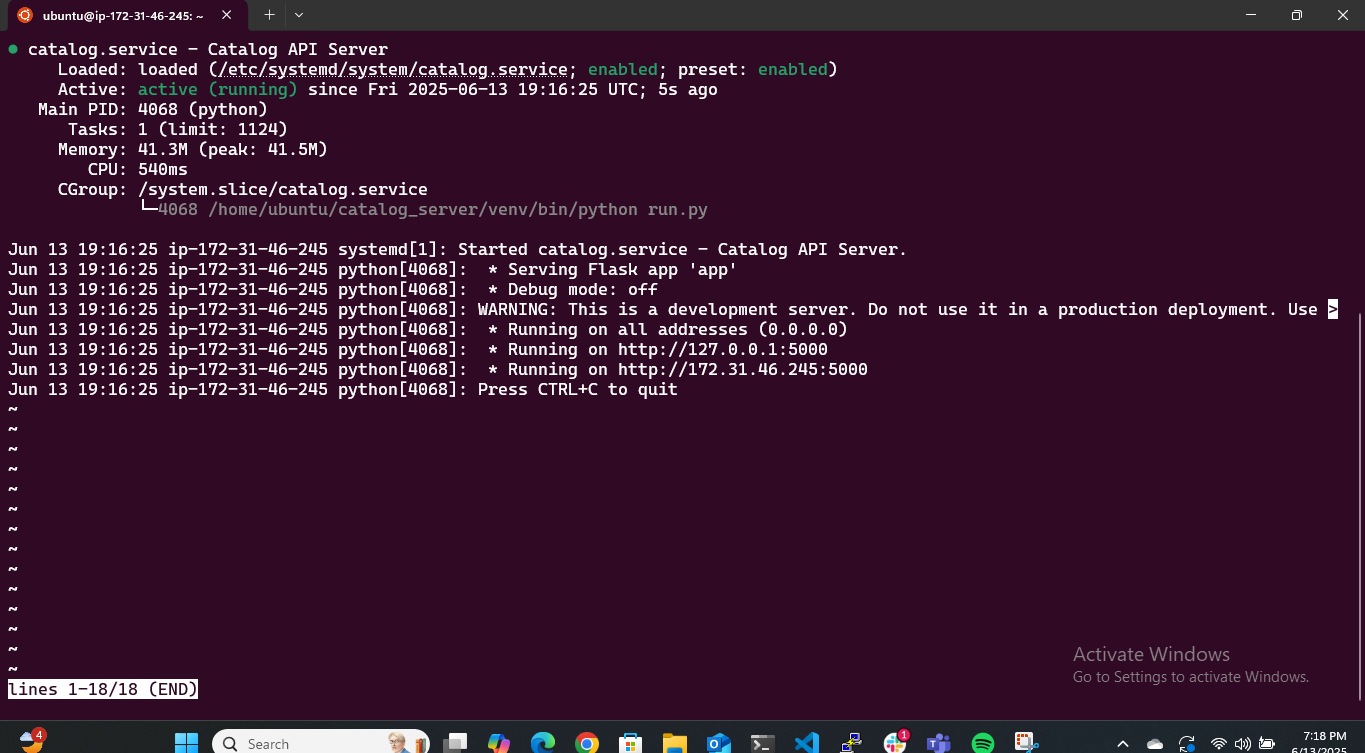 ubuntu@ip-172-31-46-245: ~
● catalog.service - Catalog API Server
Loaded: loaded (/etc/systemd/system/catalog.service; enabled; preset: enabled)
Active: active (running) since Fri 2025-06-13 19:16:25 UTC; 5s ago
Main PID: 4068 (python)
Tasks: 1 (limit: 1124)
Memory: 41.3M (peak: 41.5M)
CPU: 540ms
CGroup: /system.slice/catalog.service
└─4068 /home/ubuntu/catalog_server/venv/bin/python run.py
Jun 13 19:16:25 ip-172-31-46-245 systemd[1]: Started catalog.service - Catalog API Server.
Jun 13 19:16:25 ip-172-31-46-245 python[4068]:  * Serving Flask app 'app'
Jun 13 19:16:25 ip-172-31-46-245 python[4068]:  * Debug mode: off
Jun 13 19:16:25 ip-172-31-46-245 python[4068]: WARNING: This is a development server. Do not use it in a production deployment. Use >
Jun 13 19:16:25 ip-172-31-46-245 python[4068]:  * Running on all addresses (0.0.0.0)
Jun 13 19:16:25 ip-172-31-46-245 python[4068]:  * Running on http://127.0.0.1:5000
Jun 13 19:16:25 ip-172-31-46-245 python[4068]:  * Running on http://172.31.46.245:5000
Jun 13 19:16:25 ip-172-31-46-245 python[4068]: Press CTRL+C to quit
~
~
~
~
~
~
~
~
~
~
~
~
~
~
Activate Windows
Go to Settings to activate Windows.
lines 1-18/18 (END)
4
Search
1
7:18 PM
6/13/2025